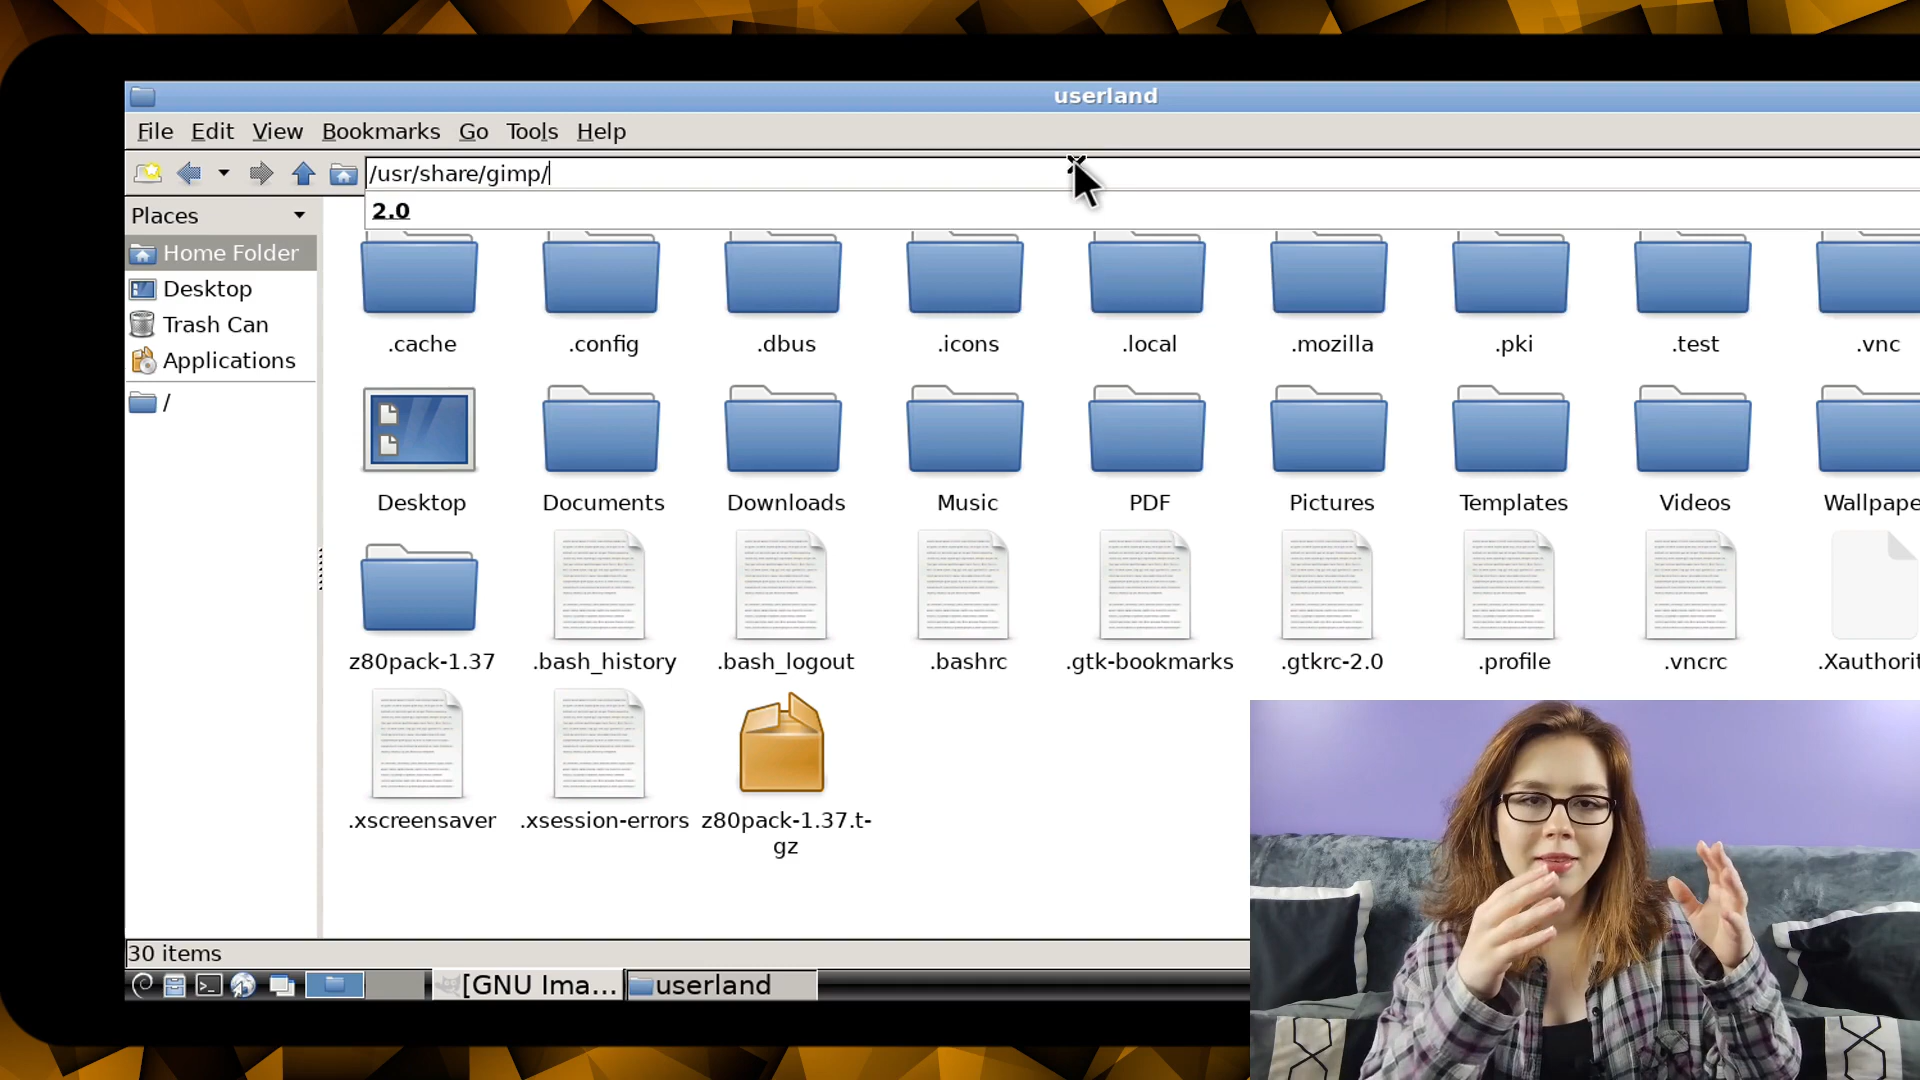 userland
File Edit View Bookmarks Go Tools Help
/usr/share/gimp/
2.0
Places
Home Folder
Desktop
Trash Can
Applications
/
.cache .config .dbus .icons .local .mozilla .pki .test .vnc
Desktop Documents Downloads Music PDF Pictures Templates Videos Wallpape
z80pack-1.37 .bash_history .bash_logout .bashrc .gtk-bookmarks .gtkrc-2.0 .profile .vncrc .Xauthorit
.xscreensaver .xsession-errors z80pack-1.37.t-
gz
30 items
[GNU Ima... userland